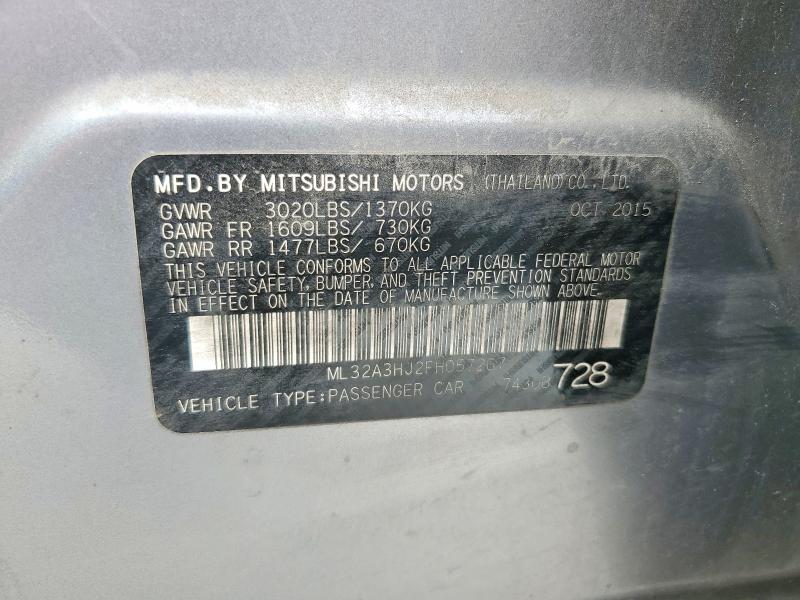 MFD.BY MITSUBISHI MOTORS (THAILAND) CO.,LTD.
GVWR 3020LBS/1370KG OCT 2015
GAWR FR 1609LBS/ 730KG
GAWR RR 1477LBS/ 670KG
THIS VEHICLE CONFORMS TO ALL APPLICABLE FEDERAL MOTOR
VEHICLE SAFETY, BUMPER, AND THEFT PREVENTION STANDARDS
IN EFFECT ON THE DATE OF MANUFACTURE SHOWN ABOVE.
ML32A3HJ2FH057267
VEHICLE TYPE:PASSENGER CAR 728